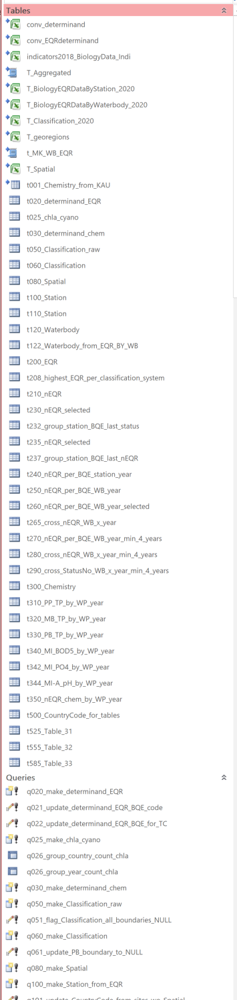 Tables
conv_determinand
conv_EQRdeterminand
indicators2018_BiologyData_Indi
T_Aggregated
T_BiologyEQRDataByStation_2020
T_BiologyEQRDataByWaterbody_2020
T_Classification_2020
T_georegions
t_MK_WB_EQR
T_Spatial
t001_Chemistry_from_KAU
t020_determinand_EQR
t025_chla_cyano
t030_determinand_chem
t050_Classification_raw
t060_Classification
t080_Spatial
t100_Station
t110_Station
t120_Waterbody
t122_Waterbody_from_EQR_BY_WB
t200_EQR
t208_highest_EQR_per_classification_system
t210_nEQR
t230_nEQR_selected
t232_group_station_BQE_last_status
t235_nEQR_selected
t237_group_station_BQE_last_nEQR
t240_nEQR_per_BQE_station_year
t250_nEQR_per_BQE_WB_year
t260_nEQR_per_BQE_WB_year_selected
t265_cross_nEQR_WB_x_year
t270_nEQR_per_BQE_WB_year_min_4_years
t280_cross_nEQR_WB_x_year_min_4_years
t290_cross_StatusNo_WB_x_year_min_4_years
t300_Chemistry
t310_PP_TP_by_WP_year
t320_MB_TP_by_WP_year
t330_PB_TP_by_WP_year
t340_MI_BOD5_by_WP_year
t342_MI_PO4_by_WP_year
t344_MI-A_pH_by_WP_year
t350_nEQR_chem_by_WP_year
t500_CountryCode_for_tables
t525_Table_31
t555_Table_32
t585_Table_33
Queries
q020_make_determinand_EQR
q021_update_determinand_EQR_BQE_code
q022_update_determinand_EQR_BQE_for_TC
q025_make_chla_cyano
q026_group_country_count_chla
q026_group_year_count_chla
q030_make_determinand_chem
q050_make_Classification_raw
q051_flag_Classification_all_boundaries_NULL
q060_make_Classification
q061_update_PB_boundary_to_NULL
q080_make_Spatial
q100_make_Station_from_EQR
q101_update_CountryCode_from_sites_wo_Spatial